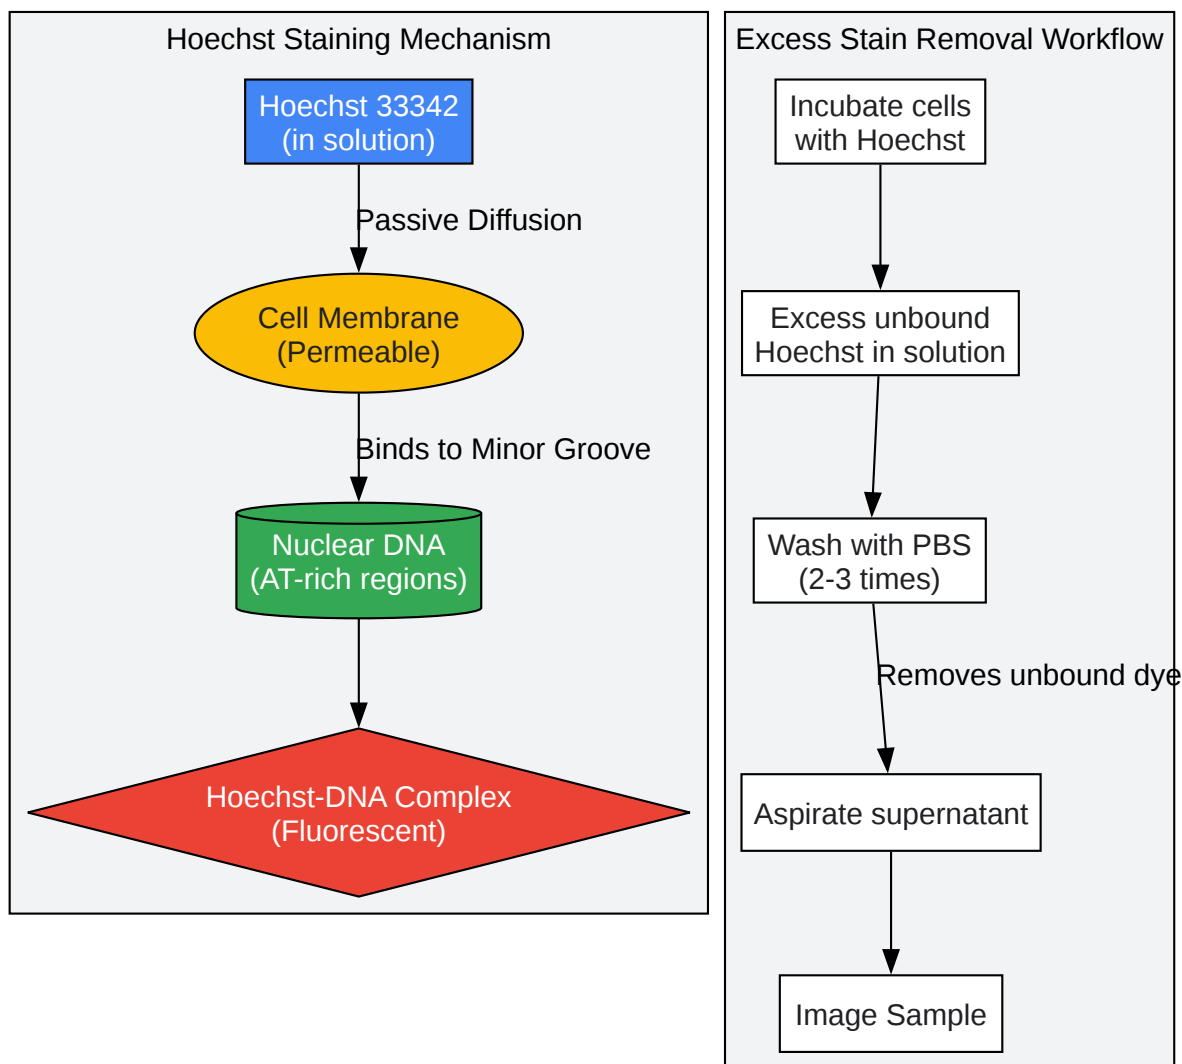 Hoechst Staining Mechanism
Hoechst 33342
(in solution)
Passive Diffusion
Cell Membrane
(Permeable)
Binds to Minor Groove
Nuclear DNA
(AT-rich regions)
Hoechst-DNA Complex
(Fluorescent)
Excess Stain Removal Workflow
Incubate cells
with Hoechst
Excess unbound
Hoechst in solution
Wash with PBS
(2-3 times)
Removes unbound dye
Aspirate supernatant
Image Sample